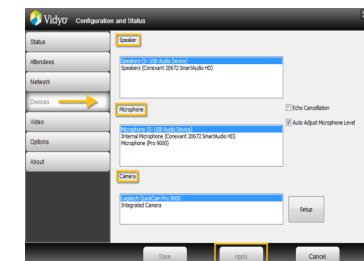 Vidyo Configuration and Status
Status
Attendees
Network
Devices
Video
Options
About
Speaker
Speakers (5- USB Audio Device)
Speakers (Conexant 20672 SmartAudio HD)
Microphone
Echo Cancellation
Auto Adjust Microphone Level
Microphone (5- USB Audio Device)
Internal Microphone (Conexant 20672 SmartAudio HD)
Microphone (Pro 9000)
Camera
Logitech QuickCam Pro 9000
Integrated Camera
Setup
Save
Apply
Cancel